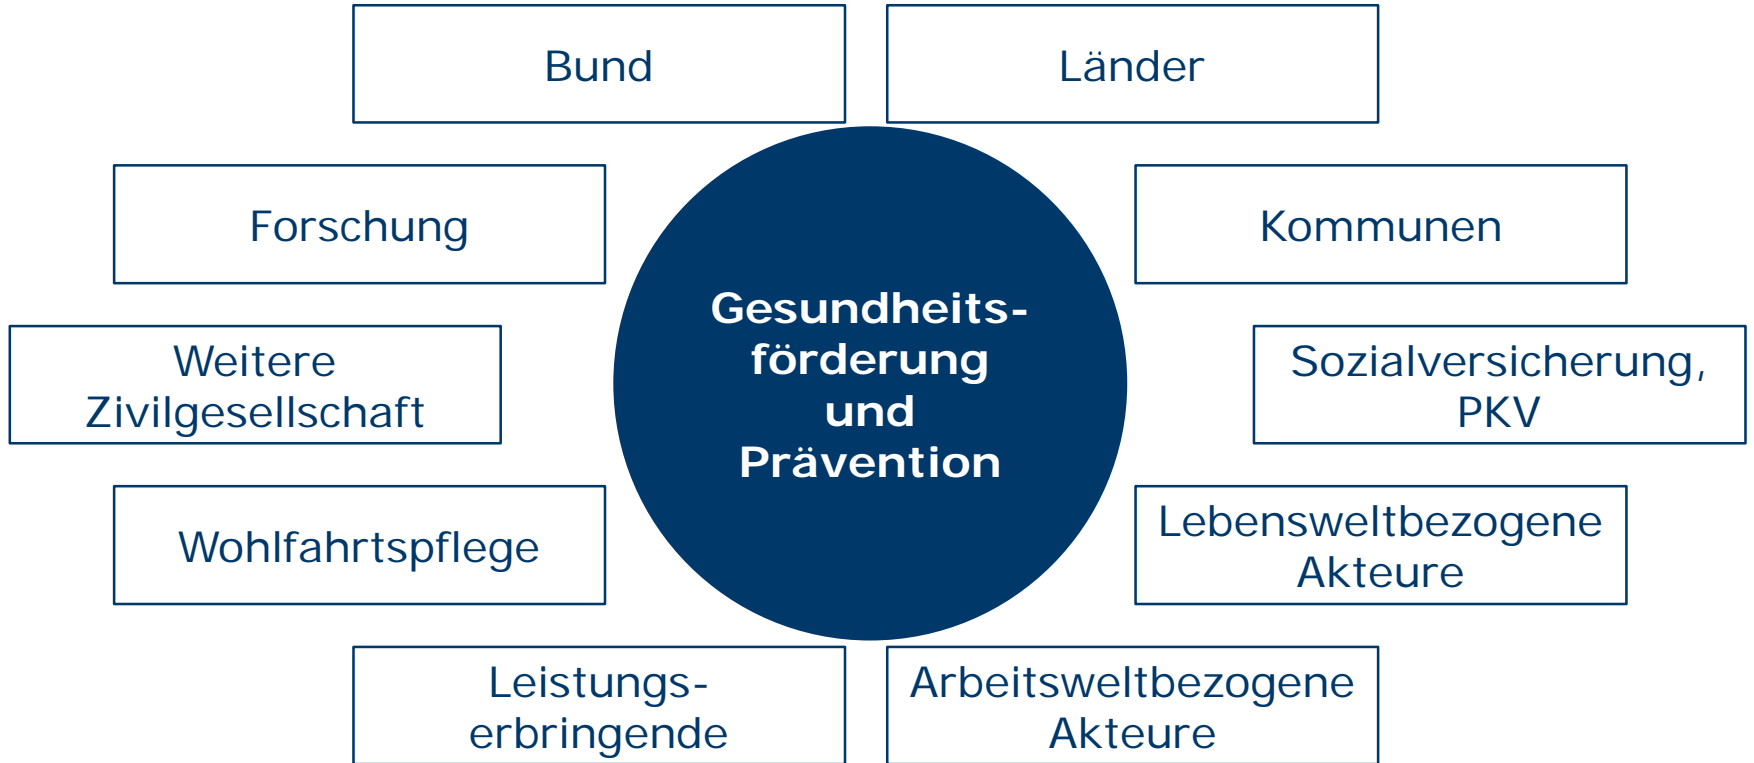 Bund
Länder
Forschung
Kommunen
Gesundheits-
förderung
und
Prävention
Weitere
Zivilgesellschaft
Sozialversicherung,
PKV
Wohlfahrtspflege
Lebensweltbezogene
Akteure
Leistungs-
erbringende
Arbeitsweltbezogene
Akteure